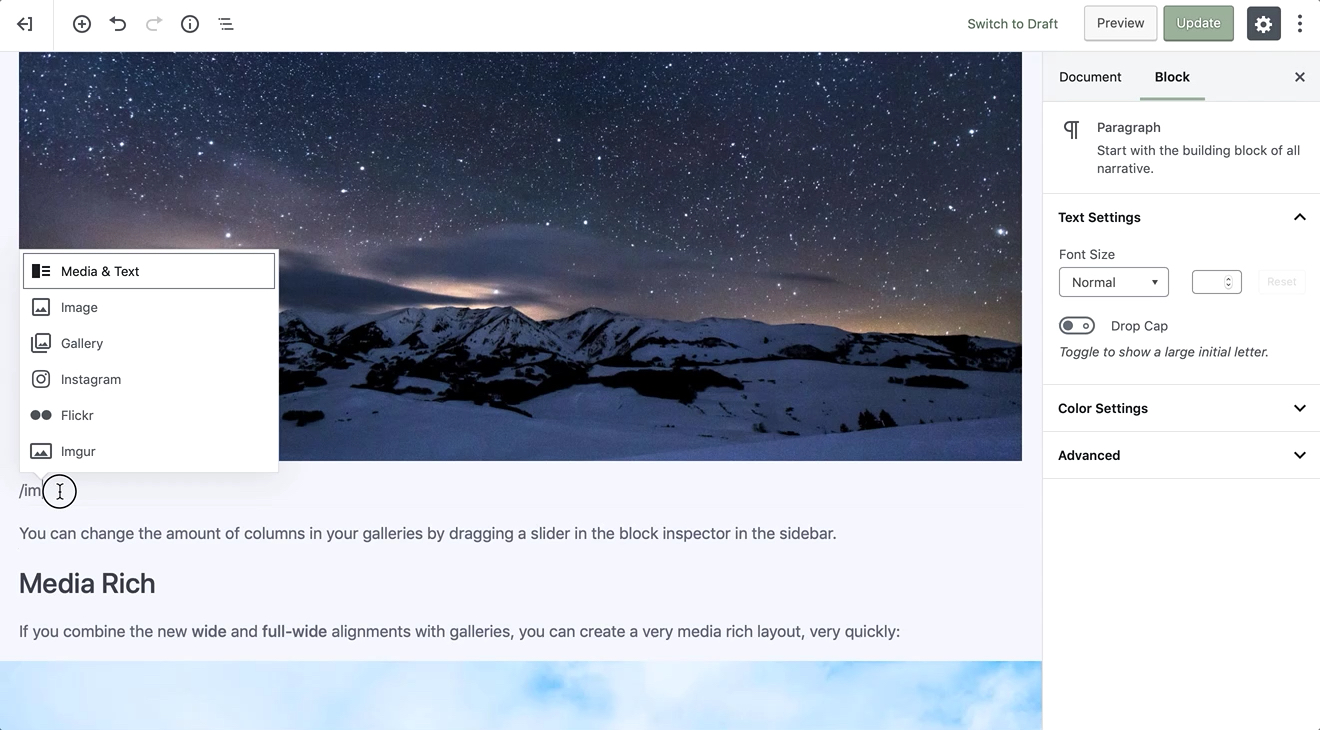 Switch to Draft
Preview
Update
Document
Block
Paragraph
Start with the building block of all
narrative.
Text Settings
Font Size
Normal
Reset
Drop Cap
Toggle to show a large initial letter.
Color Settings
Advanced
Media & Text
Image
Gallery
Instagram
Flickr
Imgur
/im
You can change the amount of columns in your galleries by dragging a slider in the block inspector in the sidebar.
Media Rich
If you combine the new wide and full-wide alignments with galleries, you can create a very media rich layout, very quickly: